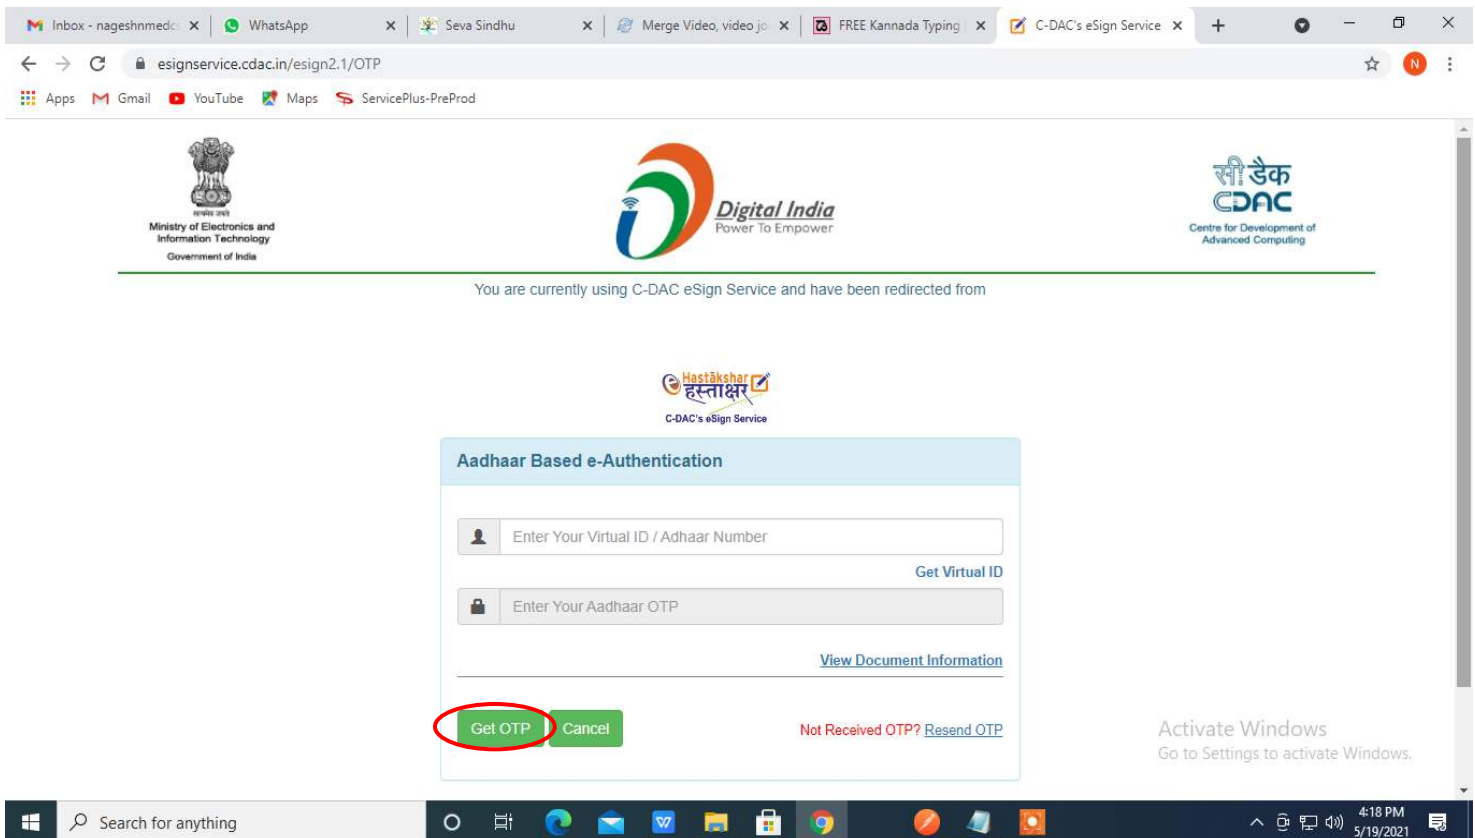 Inbox - nageshnmedc
WhatsApp
Seva Sindhu
Merge Video, video jo
FREE Kannada Typing
C-DAC's eSign Service
esignservice.cdac.in/esign2.1/OTP
N
Apps
Gmail
YouTube
Maps
ServicePlus-PreProd
सत्यमेव जयते
Ministry of Electronics and
Information Technology
Government of India
Digital India
Power To Empower
सी डैक
CDAC
Centre for Development of
Advanced Computing
You are currently using C-DAC eSign Service and have been redirected from
e Hastākshar
हस्ताक्षर
C-DAC's eSign Service
Aadhaar Based e-Authentication
Enter Your Virtual ID / Adhaar Number
Get Virtual ID
Enter Your Aadhaar OTP
View Document Information
Get OTP
Cancel
Not Received OTP? Resend OTP
Activate Windows
Go to Settings to activate Windows.
Search for anything
4:18 PM
5/19/2021